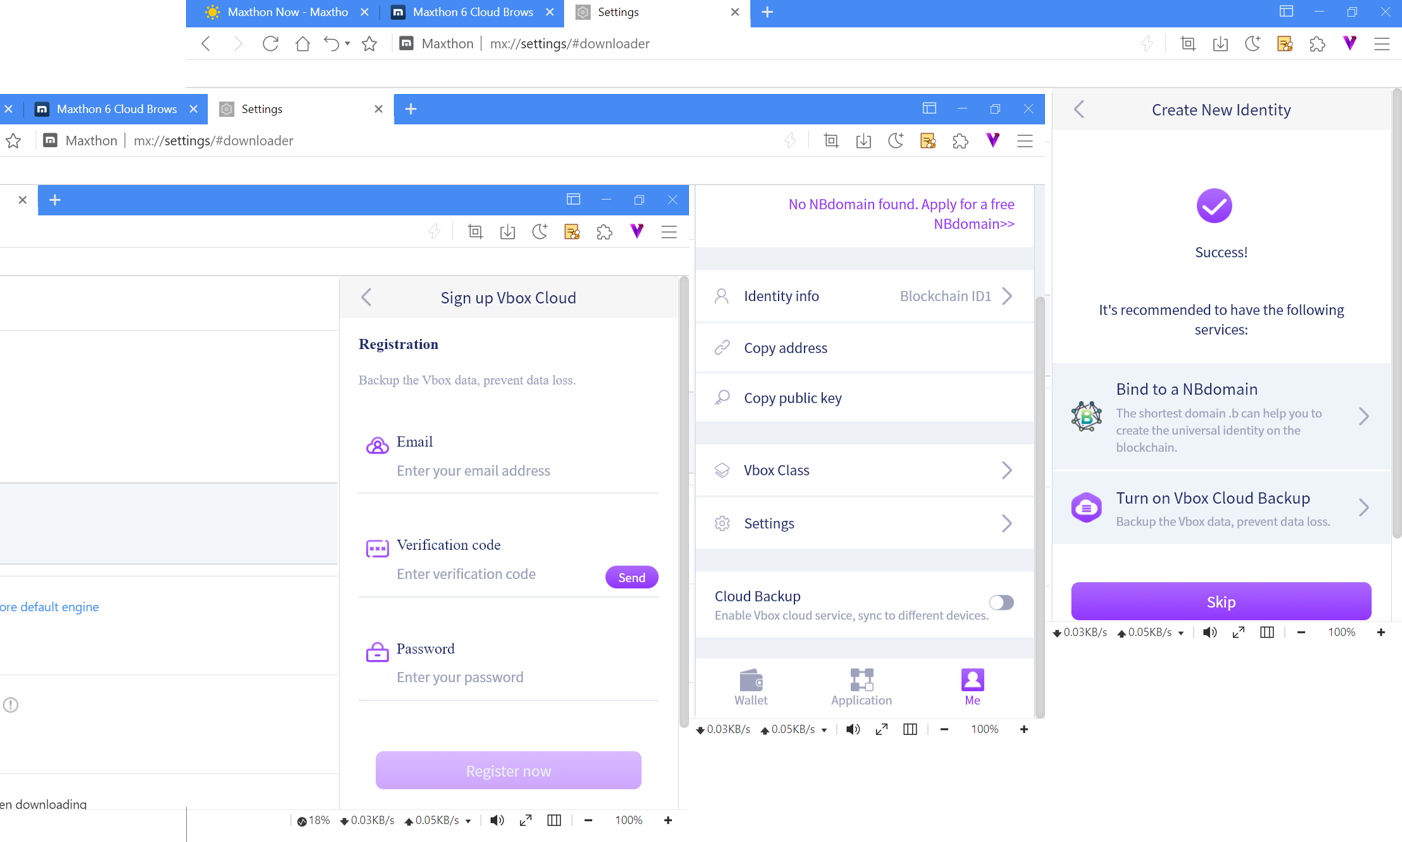 Maxthon Now - Maxtho
Maxthon 6 Cloud Brows
Settings
Maxthon
mx://settings/#downloader
Maxthon 6 Cloud Brows
Settings
Maxthon
mx://settings/#downloader
Create New Identity
Success!
It's recommended to have the following
services:
Bind to a NBdomain
The shortest domain .b can help you to
create the universal identity on the
blockchain.
Turn on Vbox Cloud Backup
Backup the Vbox data, prevent data loss.
Skip
0.03KB/s 0.05KB/s 100%
No NBdomain found. Apply for a free
NBdomain>>
Identity info Blockchain ID1
Copy address
Copy public key
Vbox Class
Settings
Cloud Backup
Enable Vbox cloud service, sync to different devices.
Wallet Application Me
0.03KB/s 0.05KB/s 100%
Sign up Vbox Cloud
Registration
Backup the Vbox data, prevent data loss.
Email
Enter your email address
Verification code
Enter verification code
Send
Password
Enter your password
Register now
ore default engine
en downloading
18% 0.03KB/s 0.05KB/s 100%